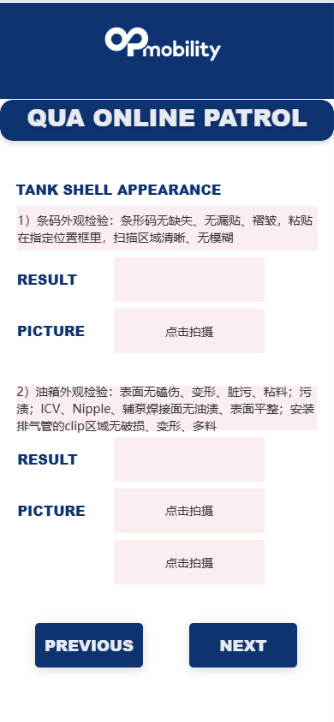 OPmobility
QUA ONLINE PATROL
TANK SHELL APPEARANCE
1）条码外观检验：条形码无缺失、无漏贴、褶皱，粘贴
在指定位置框里，扫描区域清晰、无模糊
RESULT
PICTURE
点击拍摄
2）油箱外观检验：表面无磕伤、变形、脏污、粘料；污
渍；ICV、Nipple、辅泵焊接面无油渍、表面平整；安装
排气管的clip区域无破损、变形、多料
RESULT
PICTURE
点击拍摄
点击拍摄
PREVIOUS
NEXT